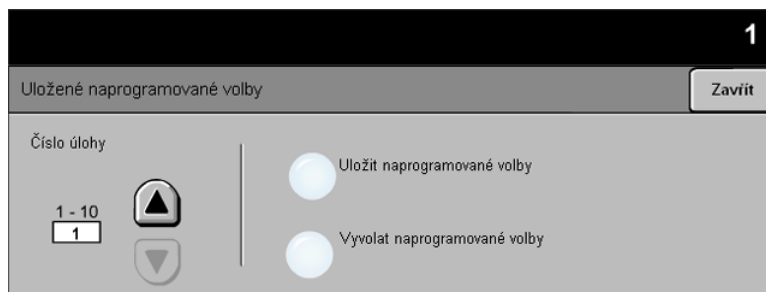 1
Uložené naprogramované volby
Zavřít
Číslo úlohy
1 - 10
1
Uložit naprogramované volby
Vyvolat naprogramované volby